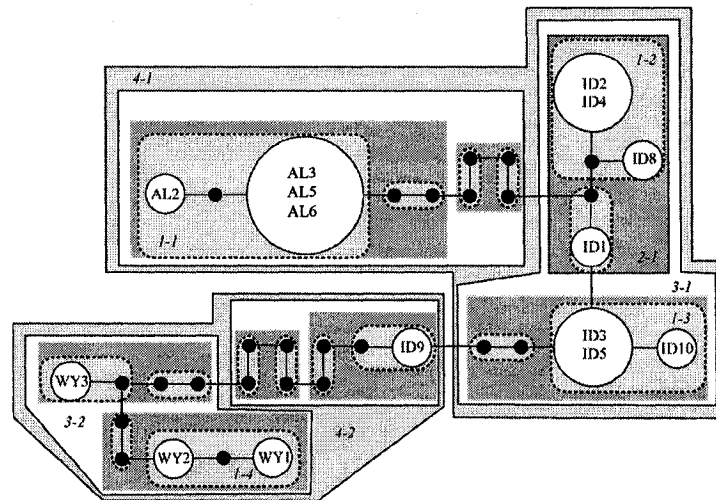 4-1
1-2
ID2
ID4
ID8
AL3
AL5
AL6
AL2
1-1
ID1
2-1
3-1
1-3
ID3
ID5
ID10
ID9
WY3
3-2
4-2
WY2
WY1
1-4